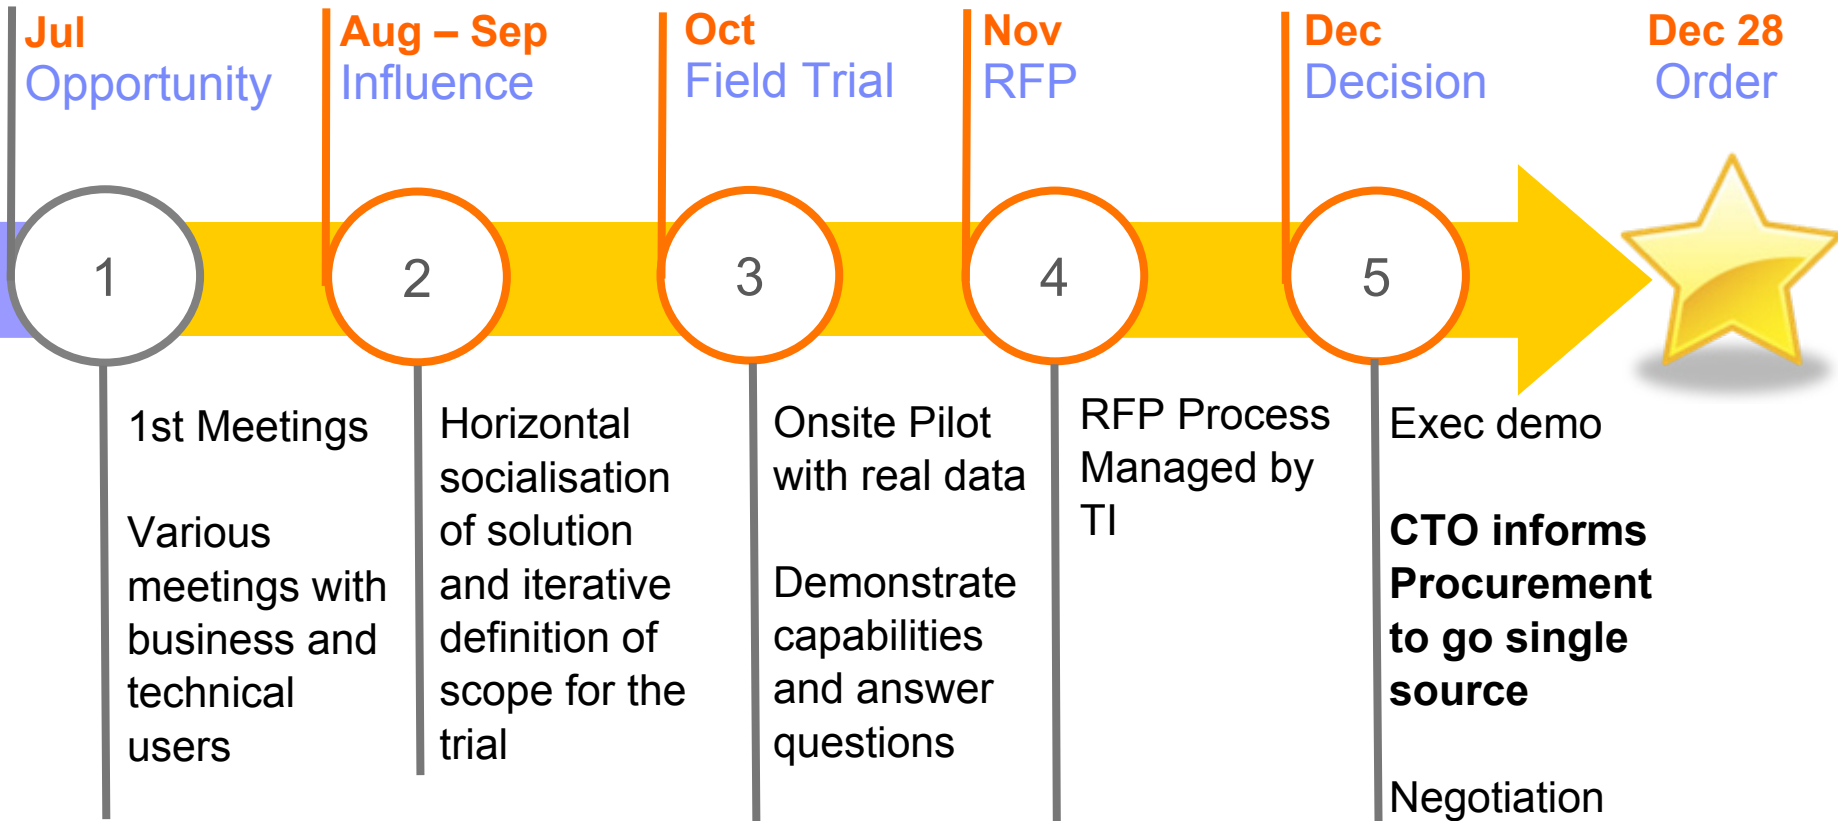 Jul
Opportunity
Aug – Sep
Influence
Oct
Field Trial
Nov
RFP
Dec
Decision
Dec 28
Order
1
2
3
4
5
1st Meetings
Various
meetings with
business and
technical
users
Horizontal
socialisation
of solution
and iterative
definition of
scope for the
trial
Onsite Pilot
with real data
Demonstrate
capabilities
and answer
questions
RFP Process
Managed by
TI
Exec demo
CTO informs
Procurement
to go single
source
Negotiation